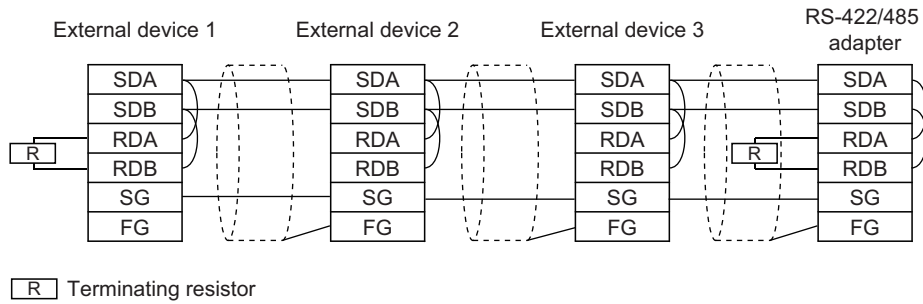 External device 1 External device 2 External device 3 RS-422/485
adapter
SDA SDA SDA SDA
SDB SDB SDB SDB
RDA RDA RDA RDA
R R
RDB RDB RDB RDB
SG SG SG SG
FG FG FG FG
R Terminating resistor